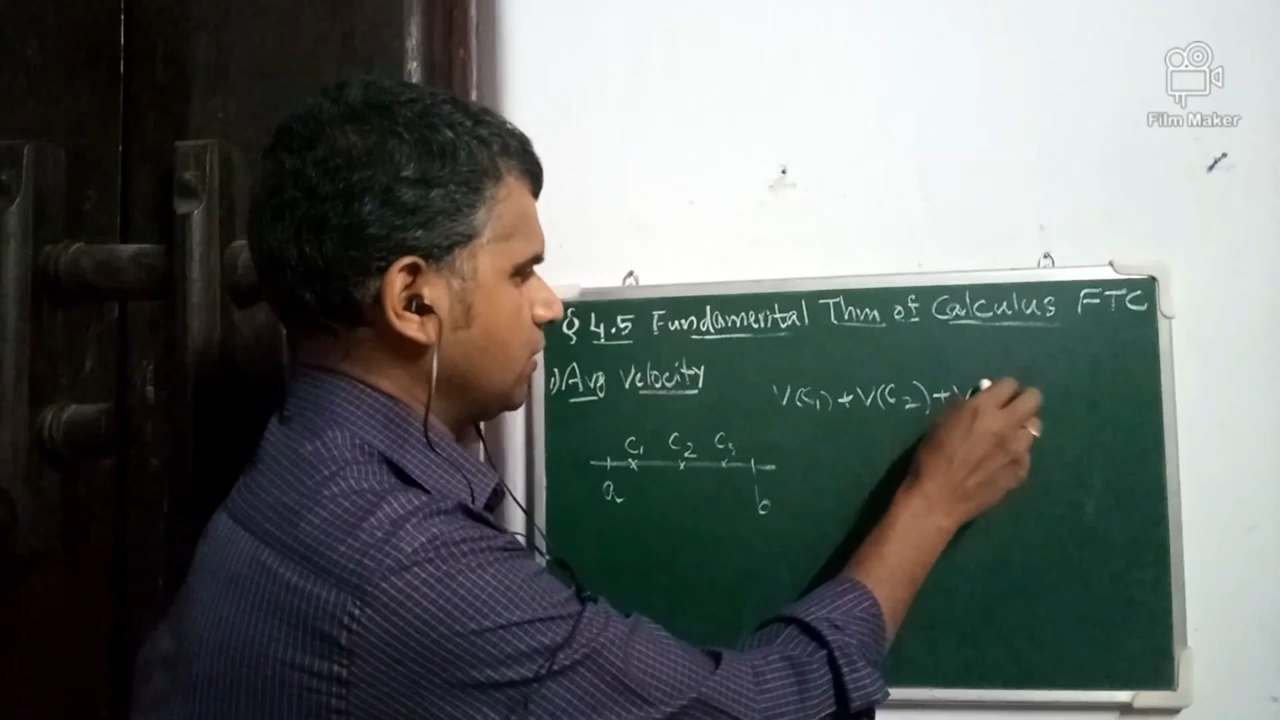 Film Maker
§ 4.5 Fundamental Thm of Calculus FTC
1) Avg Velocity
V(C1) + V(C2) + V
C1 C2 C3
a b